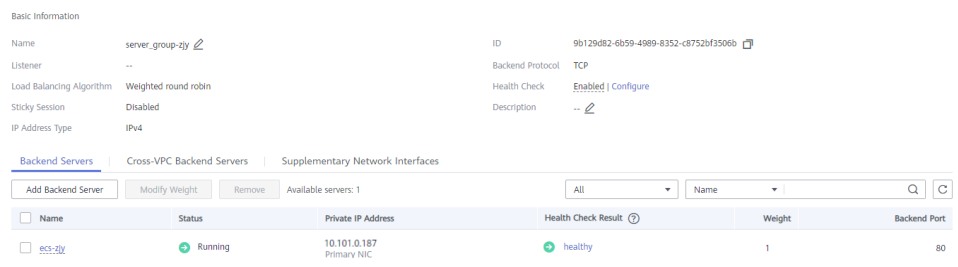 Basic Information
Name server_group-zjy ID 9b129d82-6b59-4989-8352-c8752bf3506b
Listener -- Backend Protocol TCP
Load Balancing Algorithm Weighted round robin Health Check Enabled | Configure
Sticky Session Disabled Description --
IP Address Type IPv4
Backend Servers Cross-VPC Backend Servers Supplementary Network Interfaces
Add Backend Server Modify Weight Remove Available servers: 1 All Name
Name Status Private IP Address Health Check Result ? Weight Backend Port
ecs-zjy Running 10.101.0.187 healthy 1 80
Primary NIC